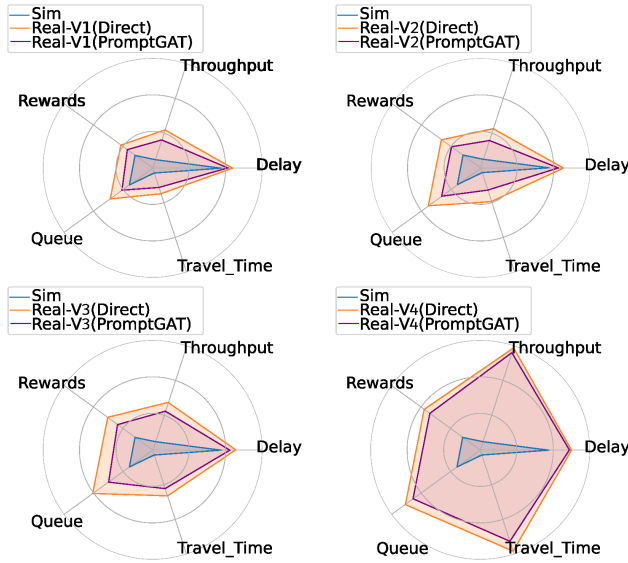 Sim
Real-V1(Direct)
Real-V1(PromptGAT)
Throughput
Rewards
Delay
Queue
Travel_Time
Sim
Real-V2(Direct)
Real-V2(PromptGAT)
Throughput
Rewards
Delay
Queue
Travel_Time
Sim
Real-V3(Direct)
Real-V3(PromptGAT)
Throughput
Rewards
Delay
Queue
Travel_Time
Sim
Real-V4(Direct)
Real-V4(PromptGAT)
Throughput
Rewards
Delay
Queue
Travel_Time